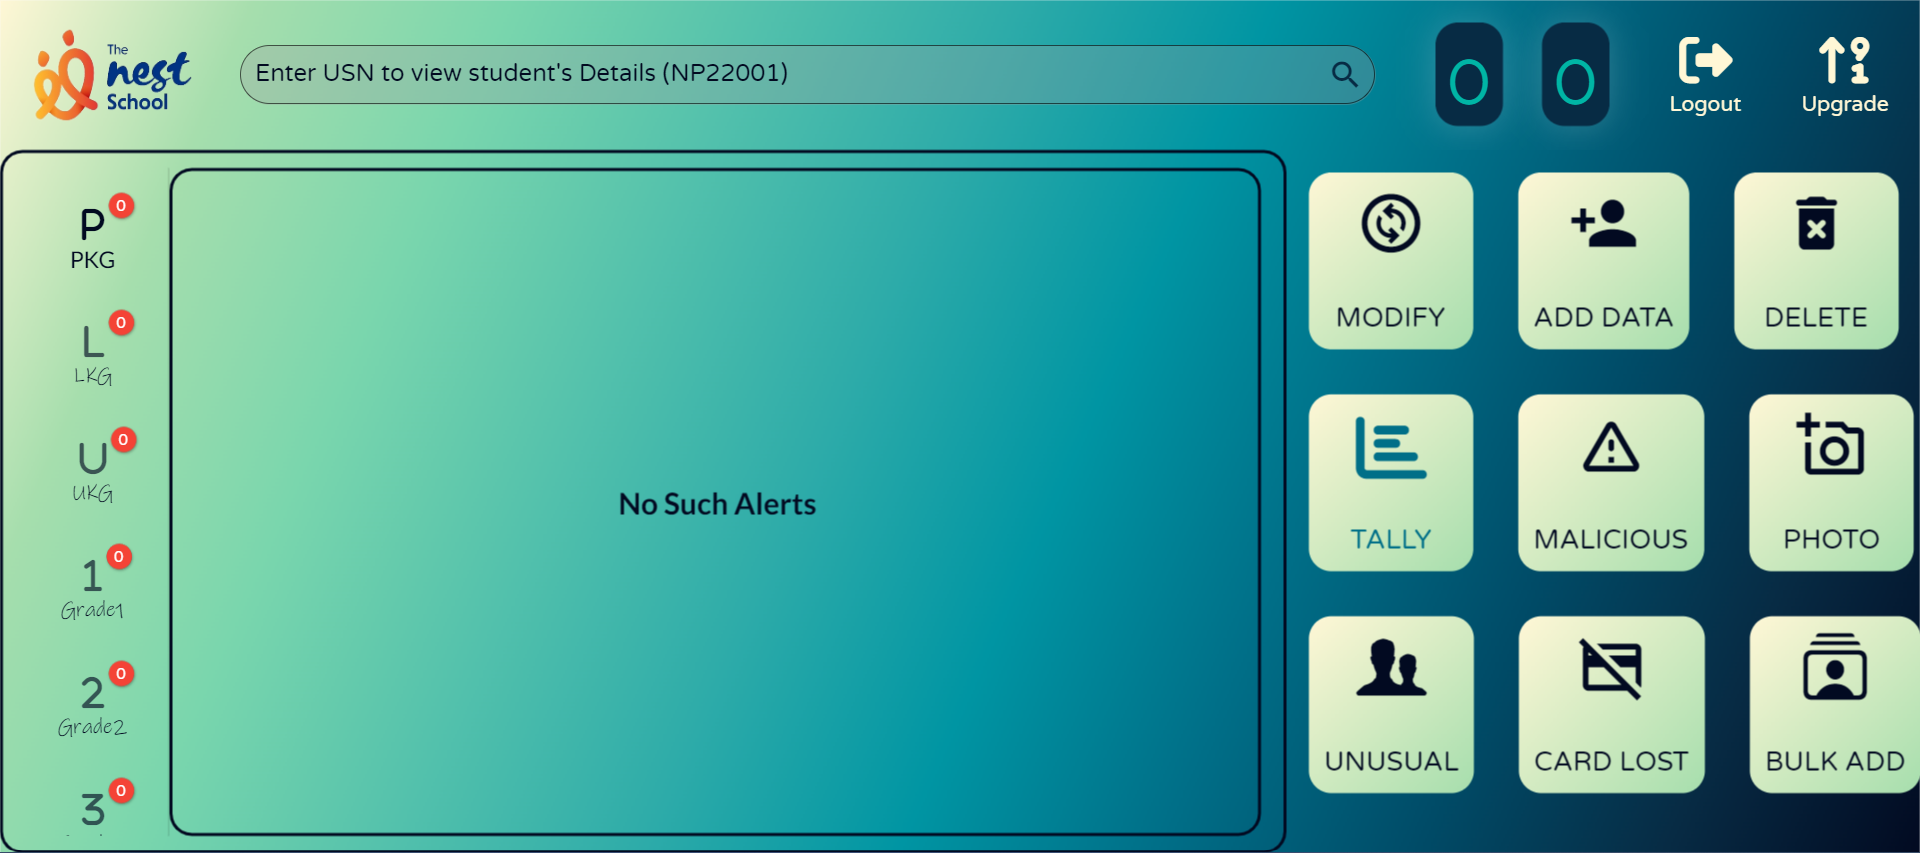 The
nest
School
Enter USN to view student's Details (NP22001)
0 0
Logout
Upgrade
P 0
PKG
L 0
LKG
U 0
UKG
1 0
Grade1
2 0
Grade2
3 0
No Such Alerts
MODIFY
ADD DATA
DELETE
TALLY
MALICIOUS
PHOTO
UNUSUAL
CARD LOST
BULK ADD